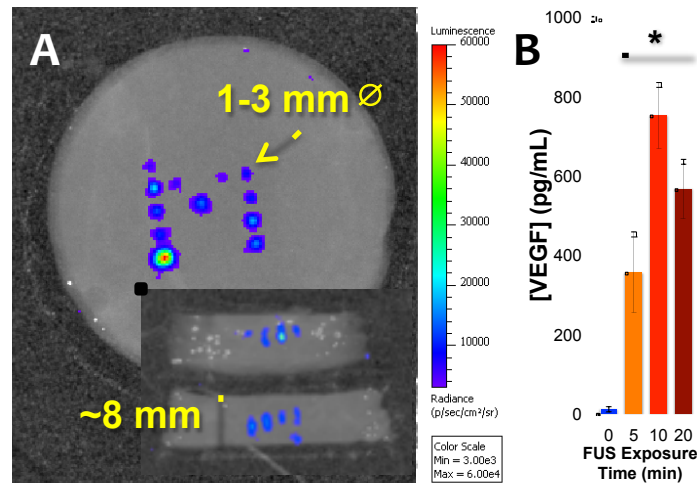 A
1-3 mm ∅
~8 mm
Luminescence
60000
50000
40000
30000
20000
10000
Radiance
(p/sec/cm²/sr)
Color Scale
Min = 3.00e3
Max = 6.00e4
B
*
[VEGF] (pg/mL)
1000
800
600
400
200
0
0 5 10 20
FUS Exposure
Time (min)